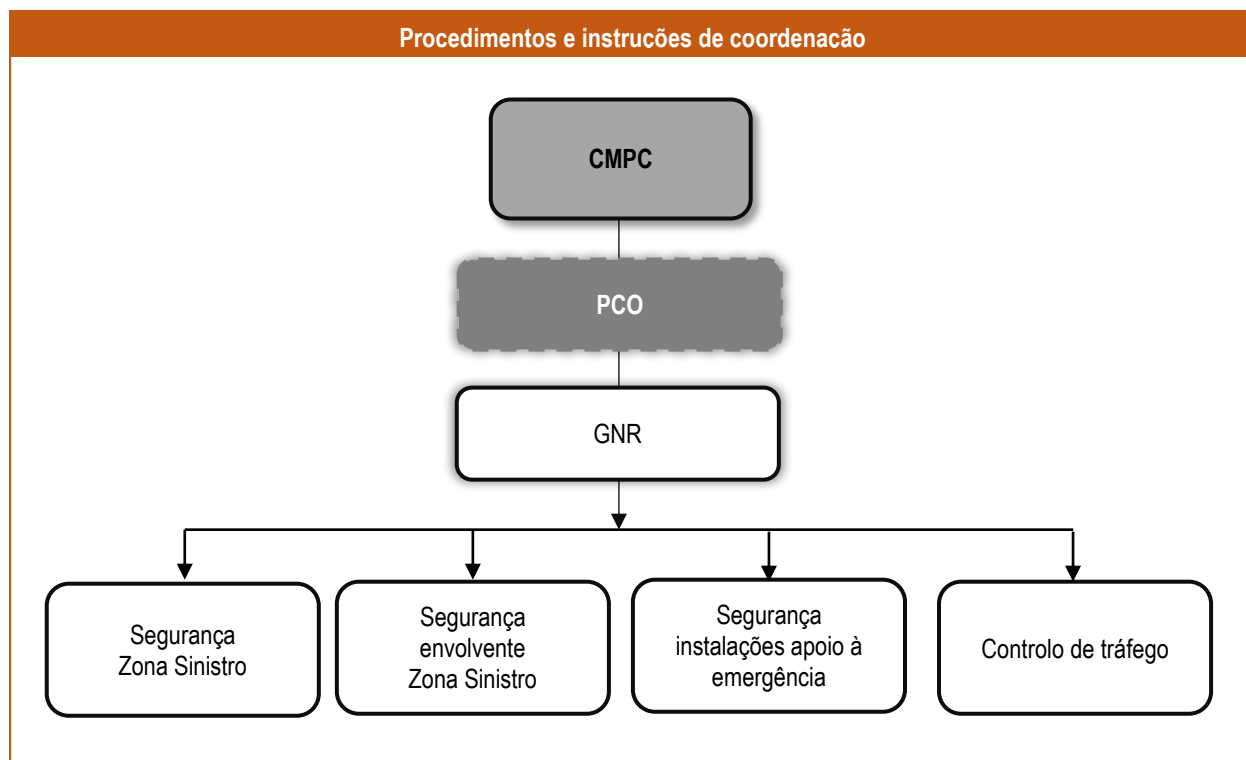 Procedimentos e instruções de coordenação
CMPC
PCO
GNR
Segurança
Zona Sinistro
Segurança
envolvente
Zona Sinistro
Segurança
instalações apoio à
emergência
Controlo de tráfego